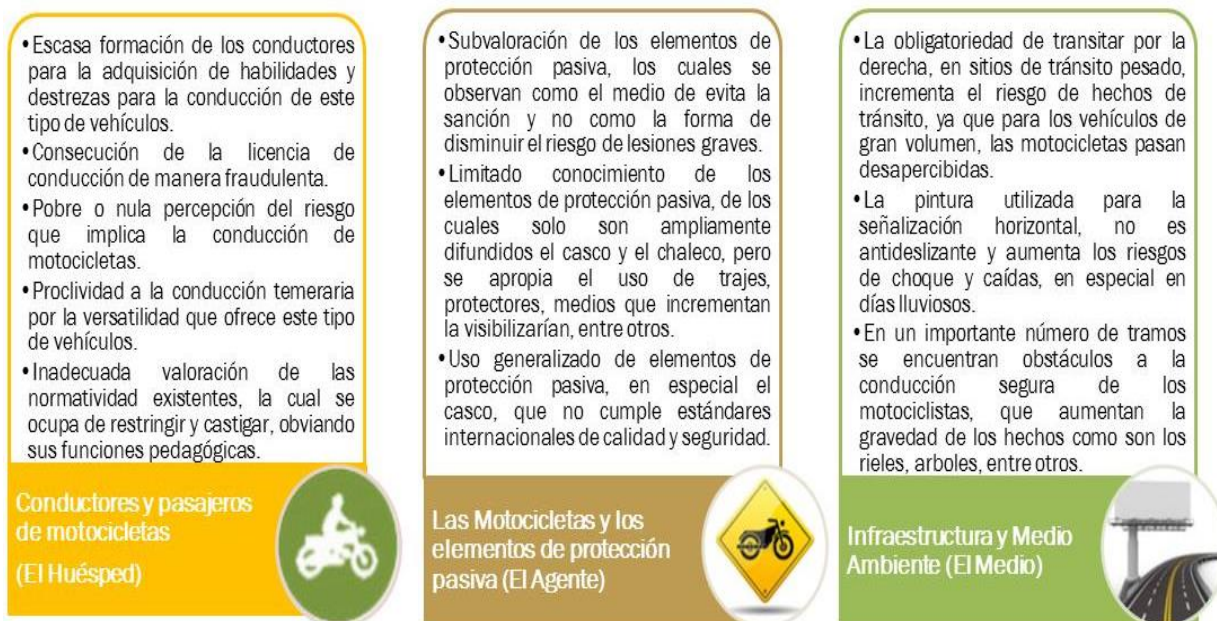 •Escasa formación de los conductores
para la adquisición de habilidades y
destrezas para la conducción de este
tipo de vehículos.
•Consecución de la licencia de
conducción de manera fraudulenta.
•Pobre o nula percepción del riesgo
que implica la conducción de
motocicletas.
•Proclividad a la conducción temeraria
por la versatilidad que ofrece este tipo
de vehículos.
•Inadecuada valoración de las
normatividad existentes, la cual se
ocupa de restringir y castigar, obviando
sus funciones pedagógicas.
Conductores y pasajeros
de motocicletas
(El Huésped)
•Subvaloración de los elementos de
protección pasiva, los cuales se
observan como el medio de evita la
sanción y no como la forma de
disminuir el riesgo de lesiones graves.
•Limitado conocimiento de los
elementos de protección pasiva, de los
cuales solo son ampliamente
difundidos el casco y el chaleco, pero
se apropia el uso de trajes,
protectores, medios que incrementan
la visibilizarían, entre otros.
•Uso generalizado de elementos de
protección pasiva, en especial el
casco, que no cumple estándares
internacionales de calidad y seguridad.
Las Motocicletas y los
elementos de protección
pasiva (El Agente)
•La obligatoriedad de transitar por la
derecha, en sitios de tránsito pesado,
incrementa el riesgo de hechos de
tránsito, ya que para los vehículos de
gran volumen, las motocicletas pasan
desapercibidas.
•La pintura utilizada para la
señalización horizontal, no es
antideslizante y aumenta los riesgos
de choque y caídas, en especial en
días lluviosos.
•En un importante número de tramos
se encuentran obstáculos a la
conducción segura de los
motociclistas, que aumentan la
gravedad de los hechos como son los
rieles, arboles, entre otros.
Infraestructura y Medio
Ambiente (El Medio)